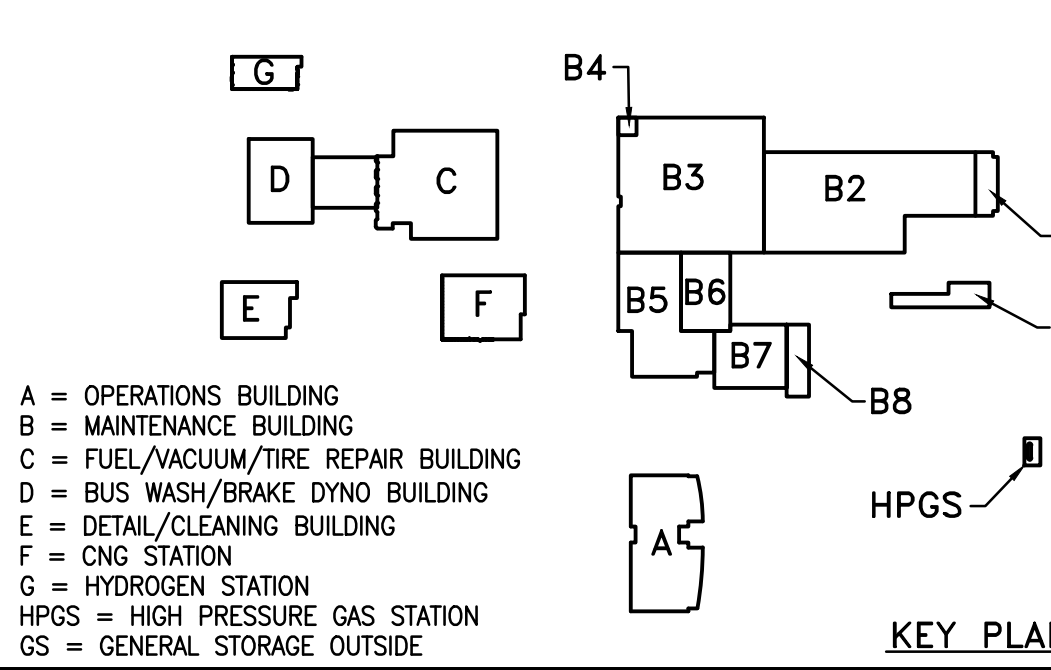 B4
G
D
C
B3
B2
E
F
B5
B6
B7
B8
A = OPERATIONS BUILDING
B = MAINTENANCE BUILDING
C = FUEL/VACUUM/TIRE REPAIR BUILDING
D = BUS WASH/BRAKE DYNO BUILDING
E = DETAIL/CLEANING BUILDING
F = CNG STATION
G = HYDROGEN STATION
HPGS = HIGH PRESSURE GAS STATION
GS = GENERAL STORAGE OUTSIDE
HPGS
A
KEY PLA